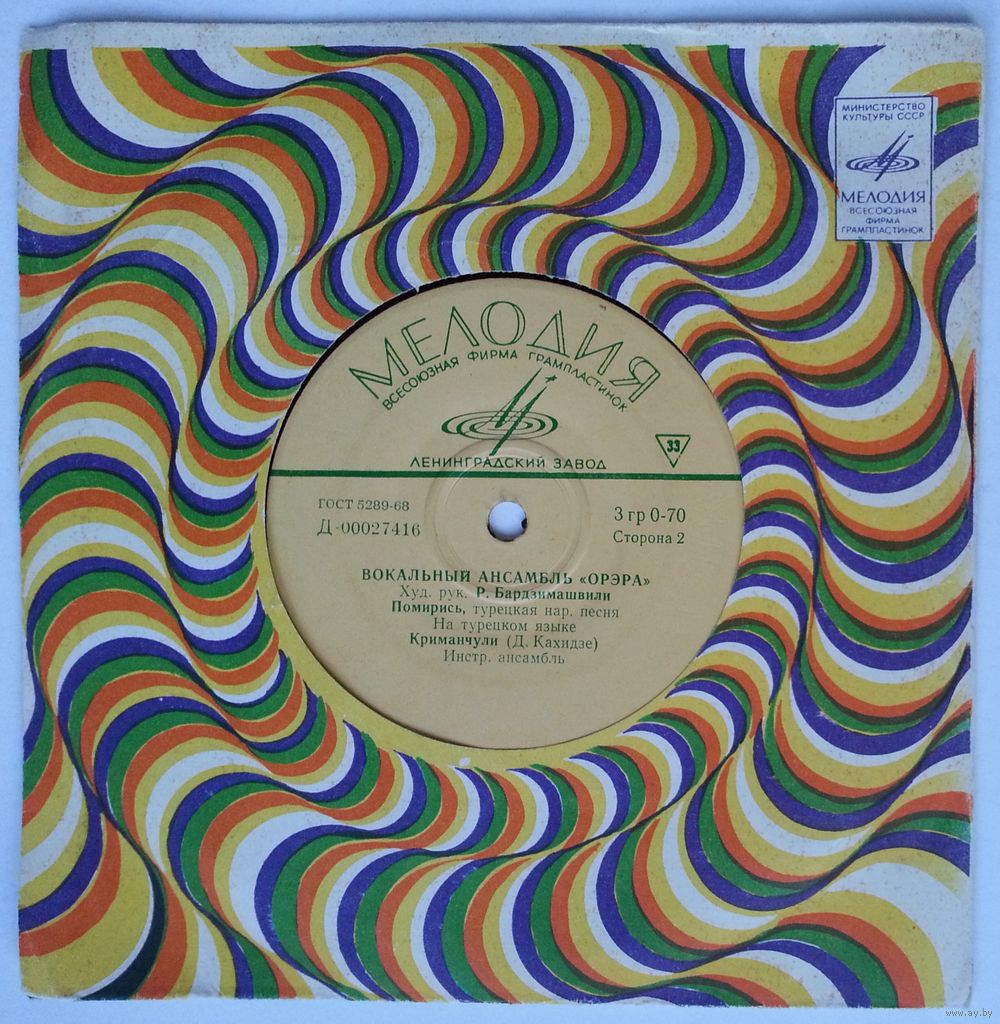 МИНИСТЕРСТВО
КУЛЬТУРЫ СССР
МЕЛОДИЯ
ВСЕСОЮЗНАЯ
ФИРМА
ГРАМПЛАСТИНОК
МЕЛОДИЯ
ВСЕСОЮЗНАЯ ФИРМА ГРАМПЛАСТИНОК
ЛЕНИНГРАДСКИЙ ЗАВОД
33
ГОСТ 5289-68
Д-00027416
3 гр 0-70
Сторона 2
ВОКАЛЬНЫЙ АНСАМБЛЬ «ОРЭРА»
Худ. рук. Р. Бардзимашвили
Помирись, турецкая нар. песня
На турецком языке
Криманчули (Д. Кахидзе)
Инстр. ансамбль
www.ay.by